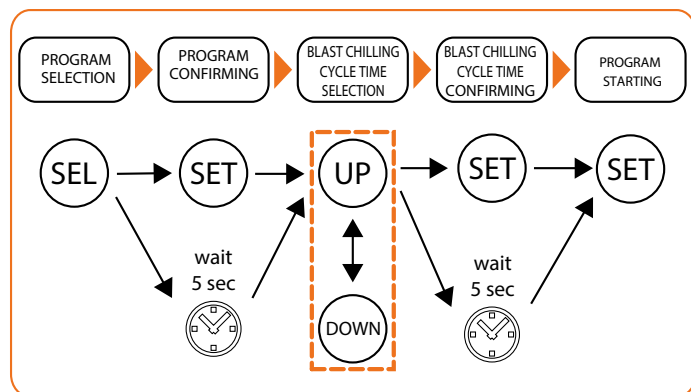 PROGRAM
SELECTION
PROGRAM
CONFIRMING
BLAST CHILLING
CYCLE TIME
SELECTION
BLAST CHILLING
CYCLE TIME
CONFIRMING
PROGRAM
STARTING
SEL
SET
UP
SET
SET
wait
5 sec
DOWN
wait
5 sec